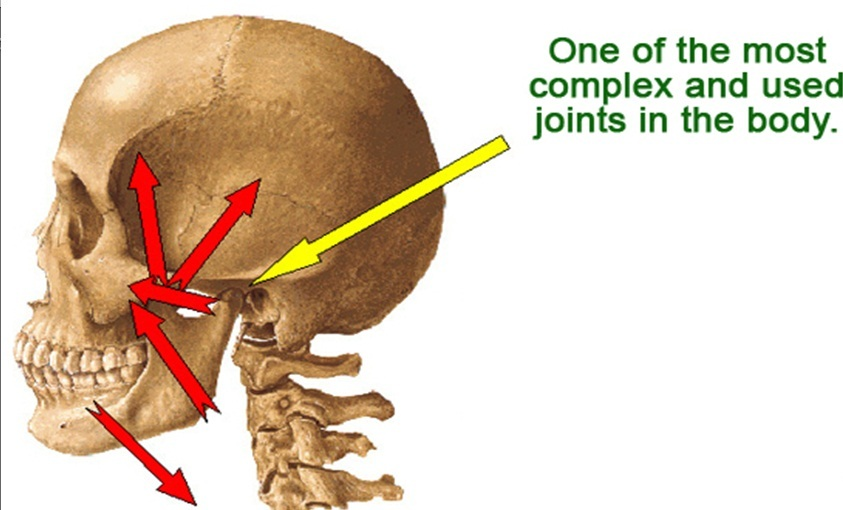 One of the most
complex and used
joints in the body.